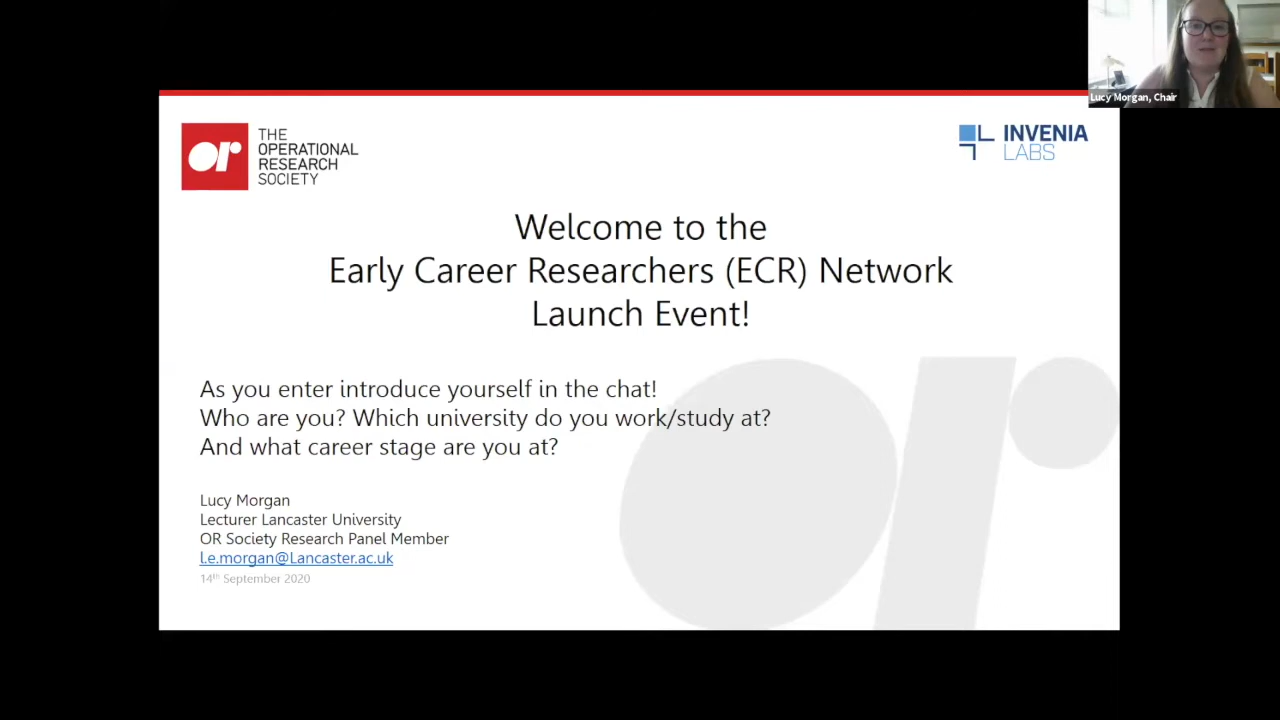 Lucy Morgan, Chair
or
THE
OPERATIONAL
RESEARCH
SOCIETY
INVENIA
LABS
Welcome to the
Early Career Researchers (ECR) Network
Launch Event!
As you enter introduce yourself in the chat!
Who are you? Which university do you work/study at?
And what career stage are you at?
Lucy Morgan
Lecturer Lancaster University
OR Society Research Panel Member
l.e.morgan@Lancaster.ac.uk
14th September 2020
or